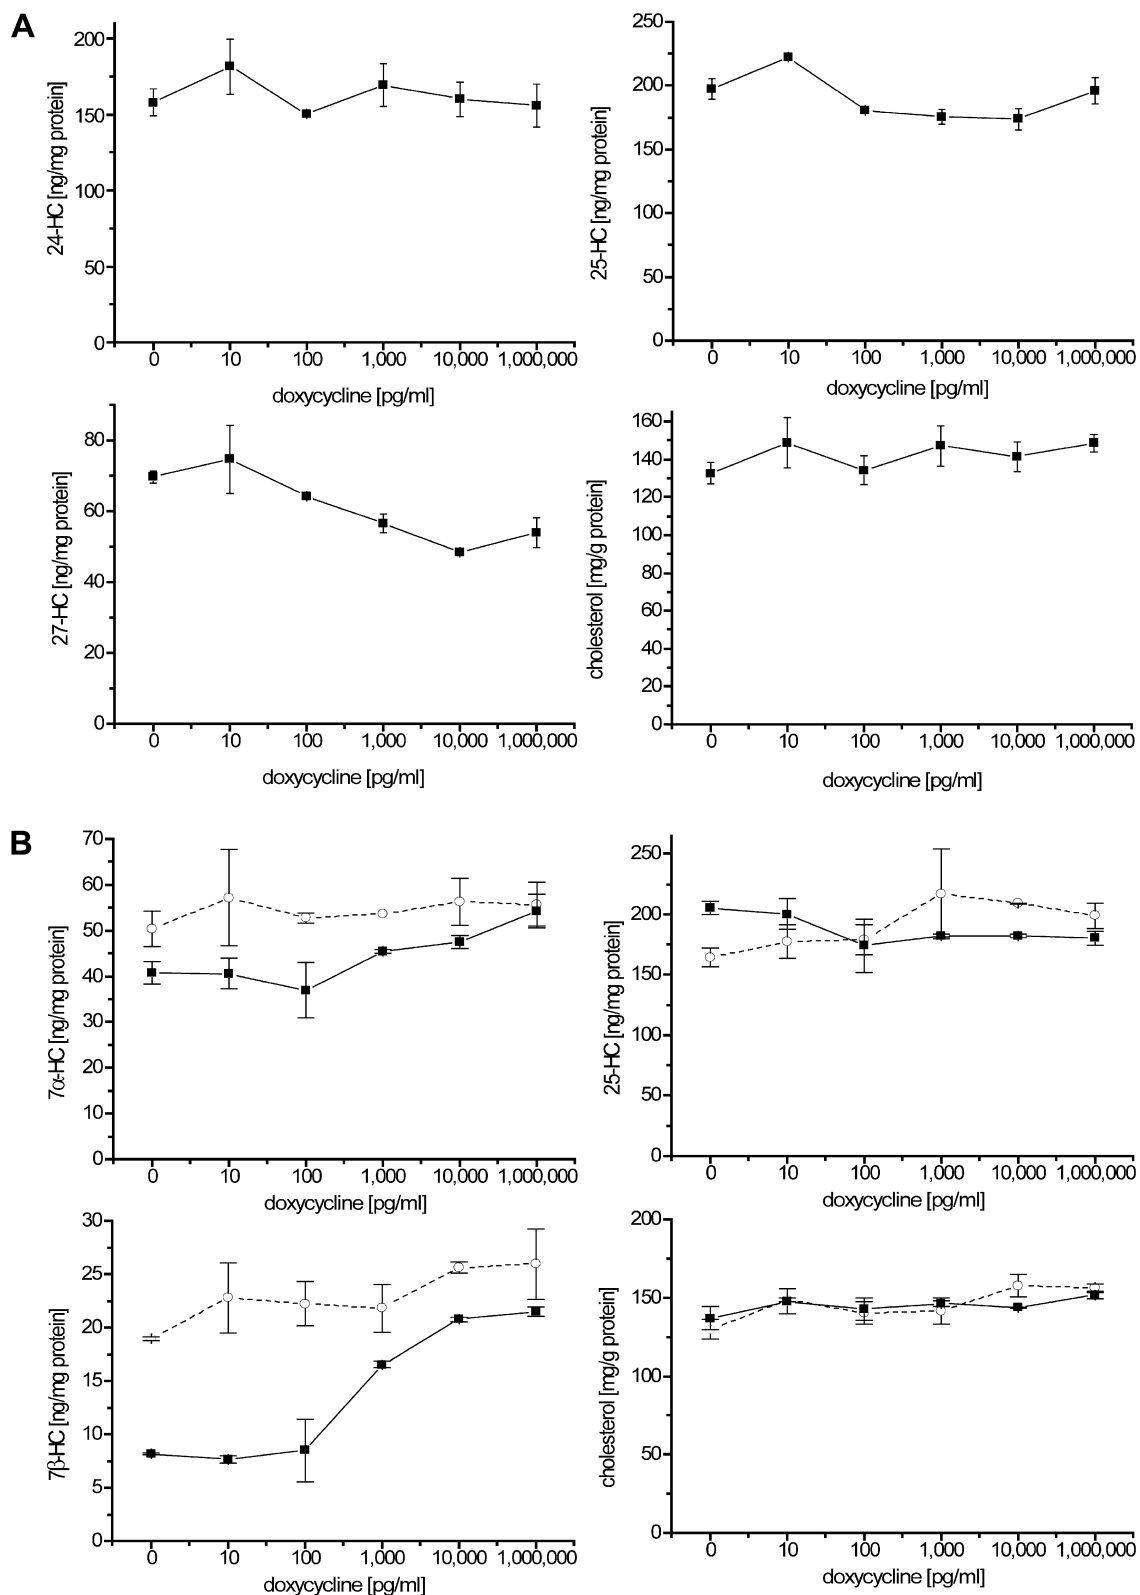 A
24-HC [ng/mg protein]
200
150
100
50
0
0 10 100 1,000 10,000 1,000,000
doxycycline [pg/ml]
25-HC [ng/mg protein]
250
200
150
100
50
0
0 10 100 1,000 10,000 1,000,000
doxycycline [pg/ml]
27-HC [ng/mg protein]
80
60
40
20
0
0 10 100 1,000 10,000 1,000,000
doxycycline [pg/ml]
cholesterol [mg/g protein]
160
140
120
100
80
60
40
20
0
0 10 100 1,000 10,000 1,000,000
doxycycline [pg/ml]
B
7α-HC [ng/mg protein]
70
60
50
40
30
20
10
0
0 10 100 1,000 10,000 1,000,000
doxycycline [pg/ml]
25-HC [ng/mg protein]
250
200
150
100
50
0
0 10 100 1,000 10,000 1,000,000
doxycycline [pg/ml]
7β-HC [ng/mg protein]
30
25
20
15
10
5
0
0 10 100 1,000 10,000 1,000,000
doxycycline [pg/ml]
cholesterol [mg/g protein]
200
150
100
50
0
0 10 100 1,000 10,000 1,000,000
doxycycline [pg/ml]